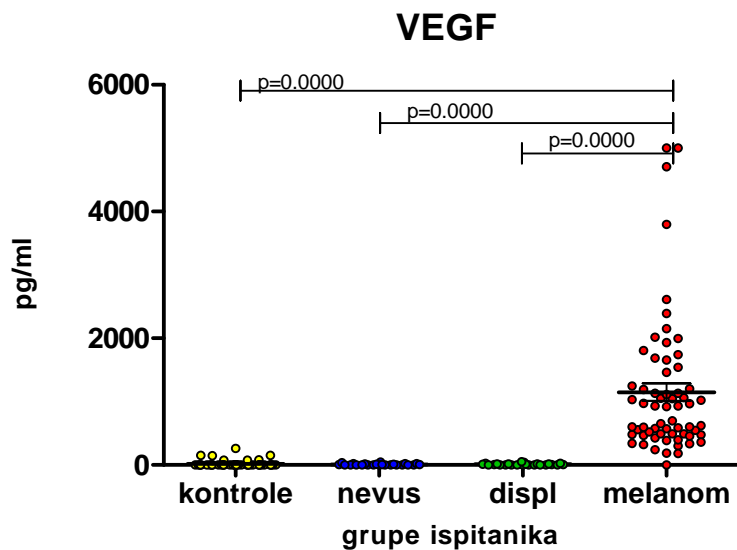 VEGF
6000
4000
2000
0
pg/ml
p=0.0000
p=0.0000
p=0.0000
kontrole nevus displ melanom
grupe ispitanika